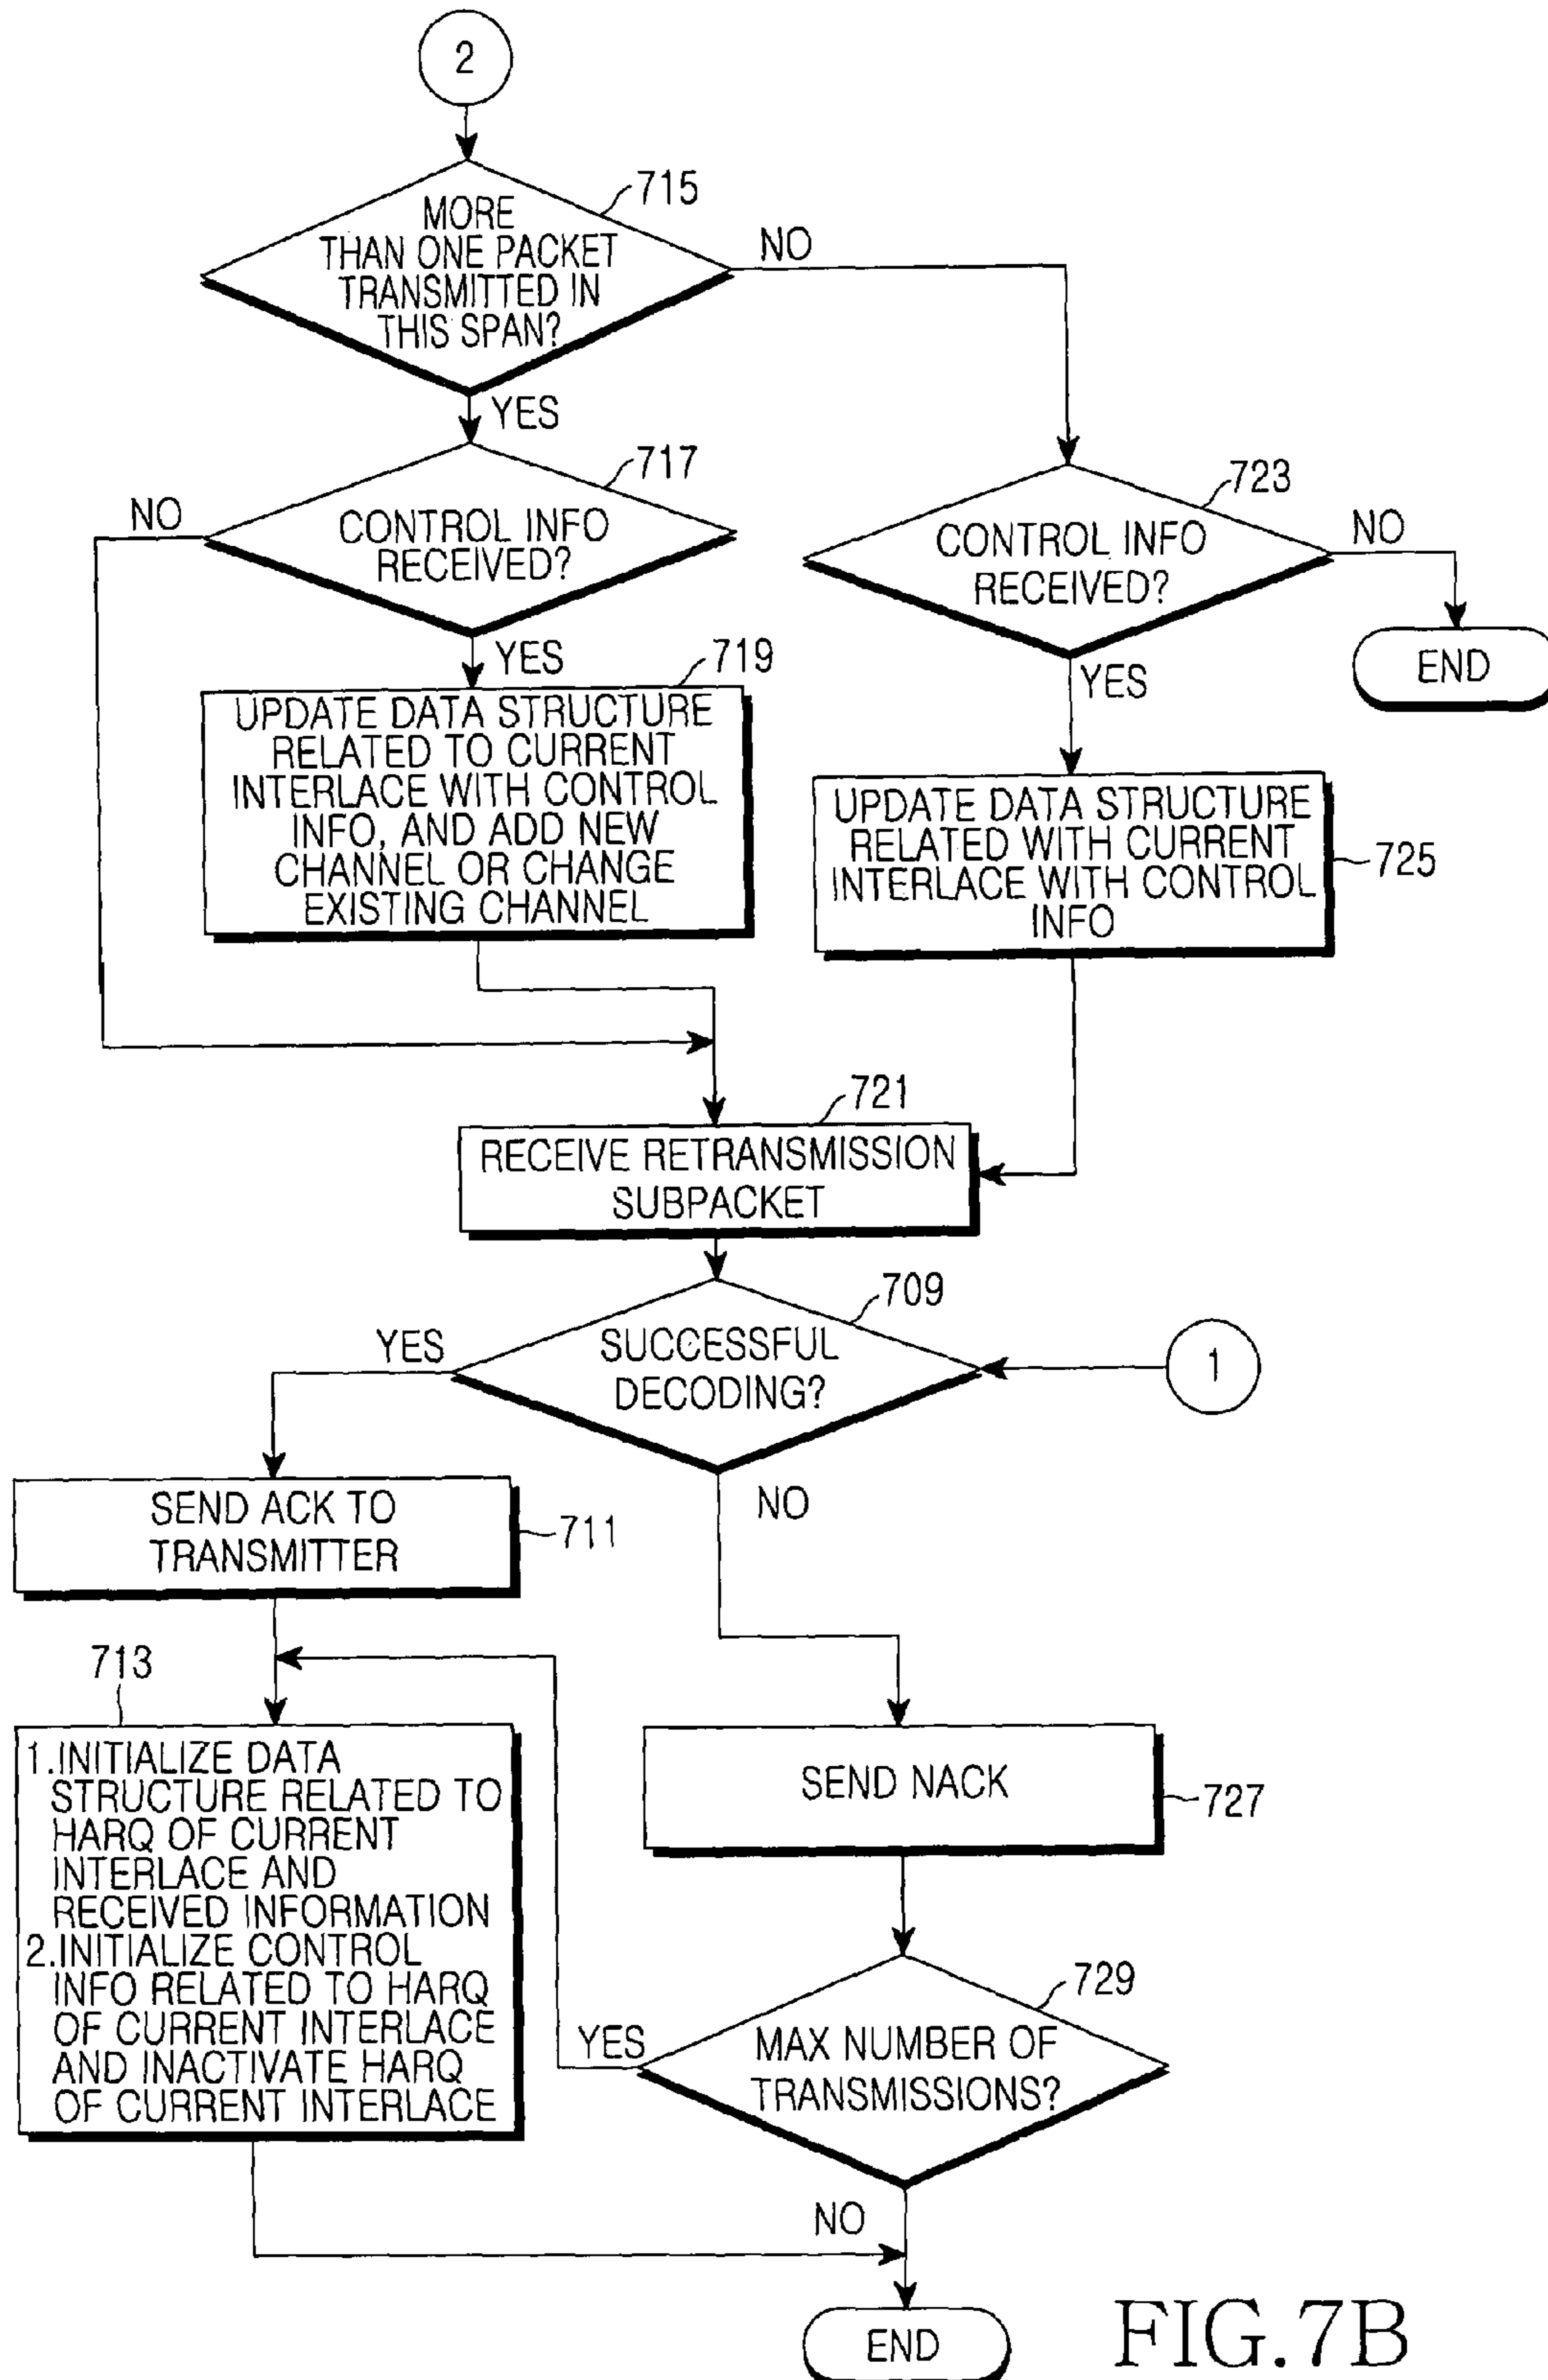 2
715
MORE
THAN ONE PACKET
TRANSMITTED IN
THIS SPAN?
NO
YES
717
NO
CONTROL INFO
RECEIVED?
723
CONTROL INFO
RECEIVED?
NO
YES
719
YES
END
UPDATE DATA STRUCTURE
RELATED TO CURRENT
INTERLACE WITH CONTROL
INFO, AND ADD NEW
CHANNEL OR CHANGE
EXISTING CHANNEL
UPDATE DATA STRUCTURE
RELATED WITH CURRENT
INTERLACE WITH CONTROL
INFO
725
721
RECEIVE RETRANSMISSION
SUBPACKET
709
YES
SUCCESSFUL
DECODING?
1
NO
SEND ACK TO
TRANSMITTER
711
713
1.INITIALIZE DATA
STRUCTURE RELATED TO
HARQ OF CURRENT
INTERLACE AND
RECEIVED INFORMATION
2.INITIALIZE CONTROL
INFO RELATED TO HARQ
OF CURRENT INTERLACE
AND INACTIVATE HARQ
OF CURRENT INTERLACE
SEND NACK
727
729
YES
MAX NUMBER OF
TRANSMISSIONS?
NO
END
FIG.7B